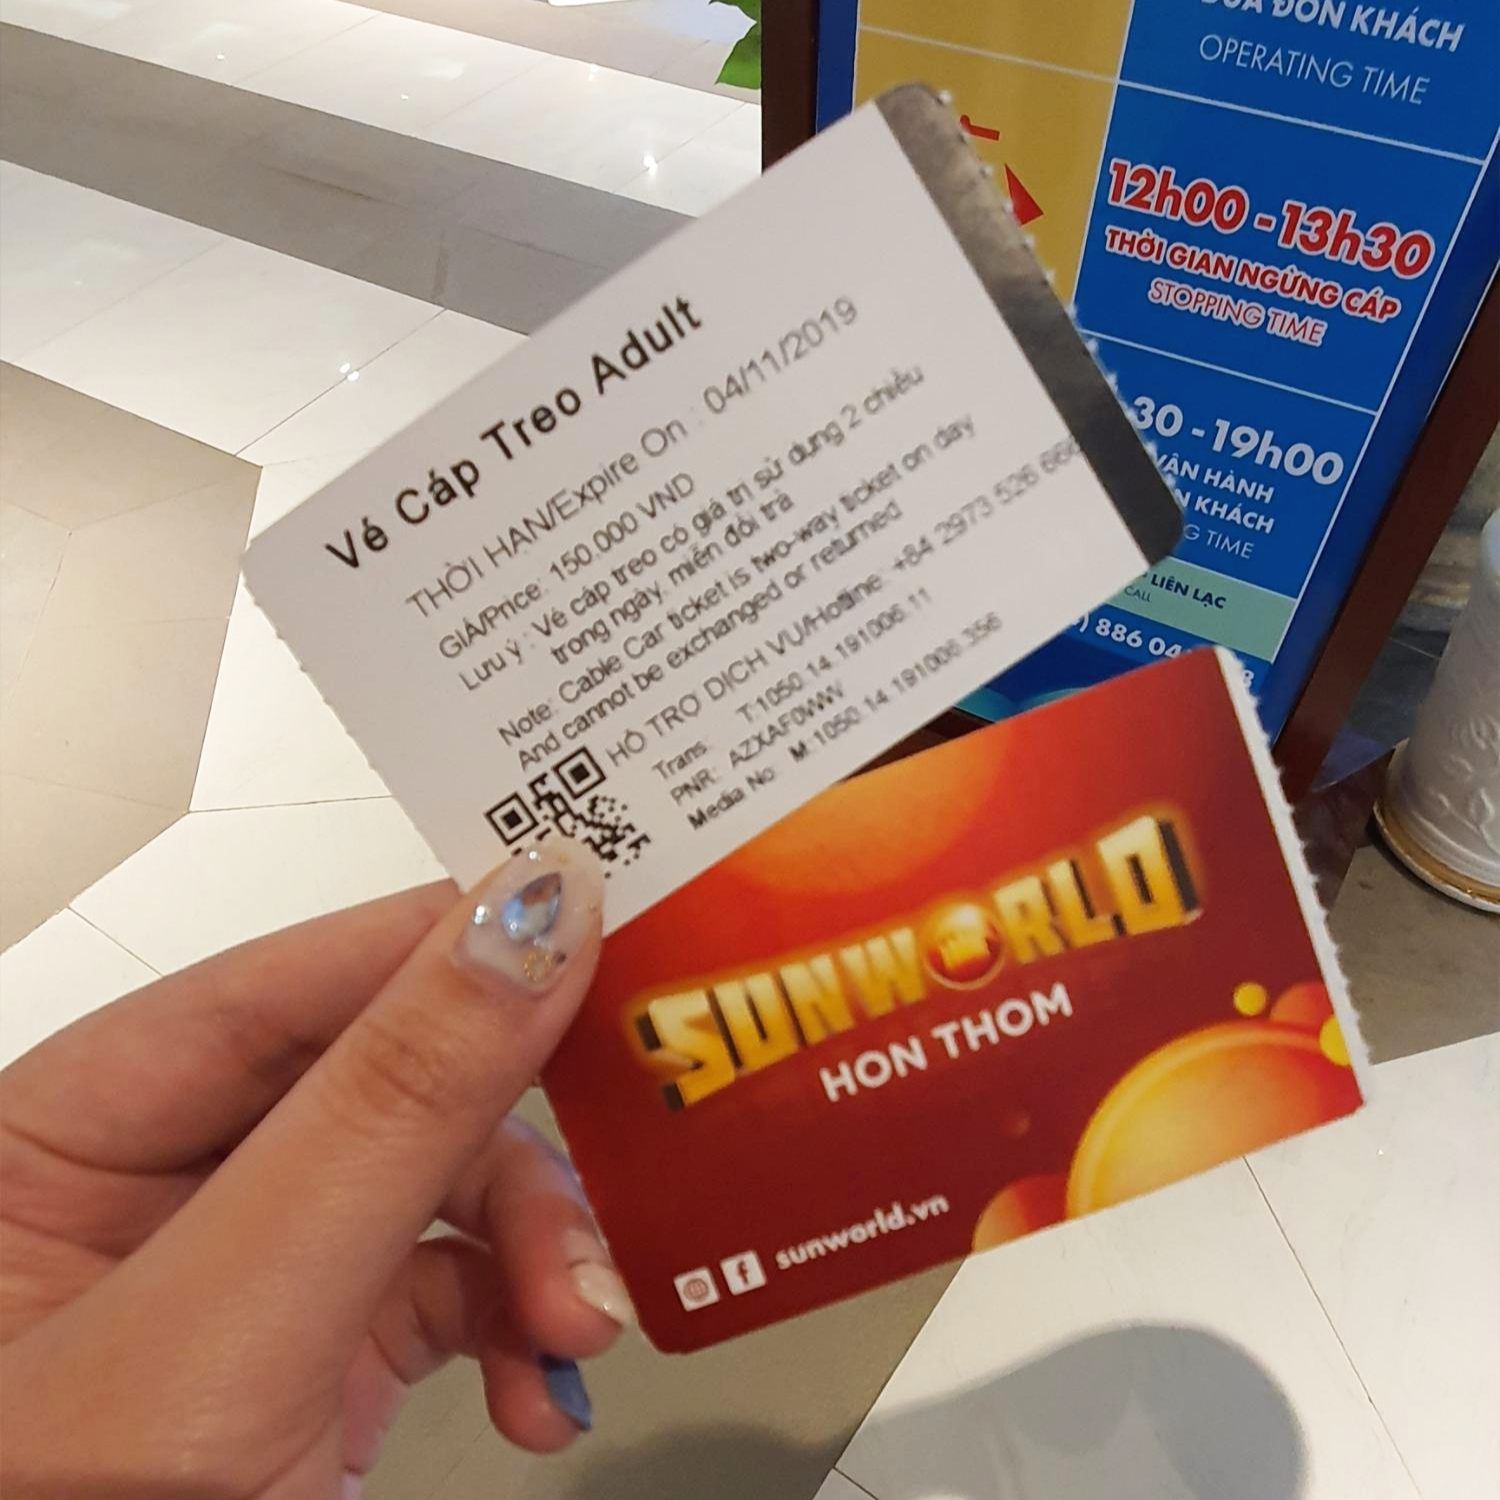 ĐÓN KHÁCH
OPERATING TIME
12h00 - 13h30
THỜI GIAN NGỪNG CÁP
STOPPING TIME
30 - 19h00
VẬN HÀNH
KHÁCH
TIME
LIÊN LẠC
CALL
886 04
Vé Cáp Treo Adult
THỜI HẠN/Expire On : 04/11/2019
GIÁ/Price: 150.000 VND
Lưu ý : Vé cáp treo có giá trị sử dụng 2 chiều
trong ngày. miễn đổi trả
Note: Cable Car ticket is two-way ticket on day
And cannot be exchanged or returned
HỖ TRỢ DỊCH VỤ/Hotline: +84 2973 526 666
Trans: T:1050.14.191006.11
PNR: AZXAF0WW
Media No: M:1050.14.191006.356
SUNWORLD
HON THOM
sunworld.vn